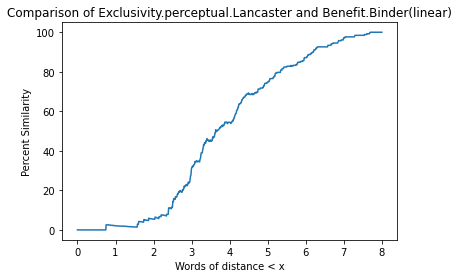 Comparison of Exclusivity.perceptual.Lancaster and Benefit.Binder(linear)
100
80
60
40
20
0
Percent Similarity
0 1 2 3 4 5 6 7 8
Words of distance < x